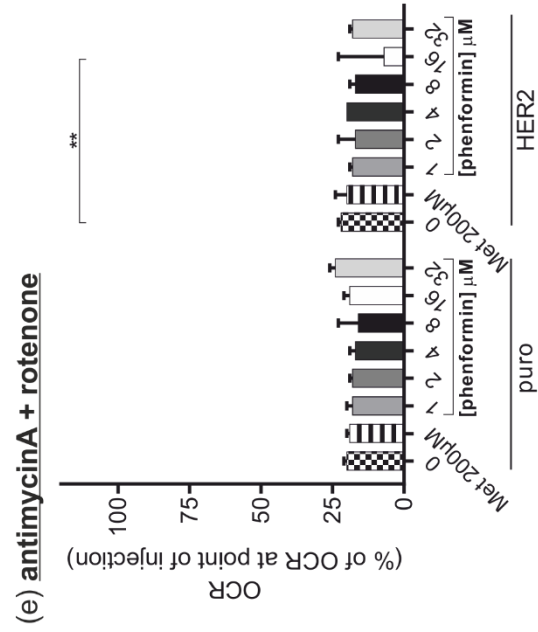 (e) antimycinA + rotenone
OCR
(% of OCR at point of injection)
100
75
50
25
0
**
0 Met 200μM 1 2 4 8 16 32 0 Met 200μM 1 2 4 8 16 32
[phenformin] μM [phenformin] μM
puro HER2